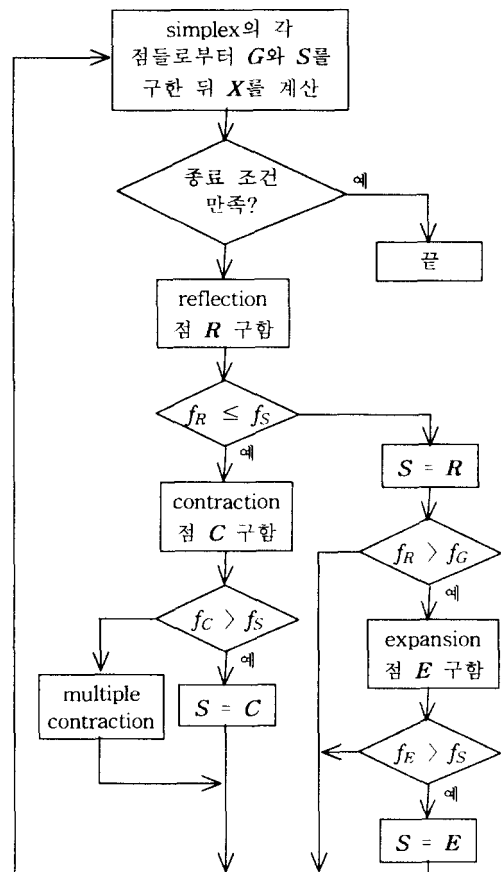 simplex의 각
점들로부터 G와 S를
구한 뒤 X를 계산
종료 조건
만족?
예
끝
reflection
점 R 구함
f_R ≤ f_S
예
S = R
contraction
점 C 구함
f_R > f_G
예
f_C > f_S
예
expansion
점 E 구함
multiple
contraction
S = C
f_E > f_S
예
S = E